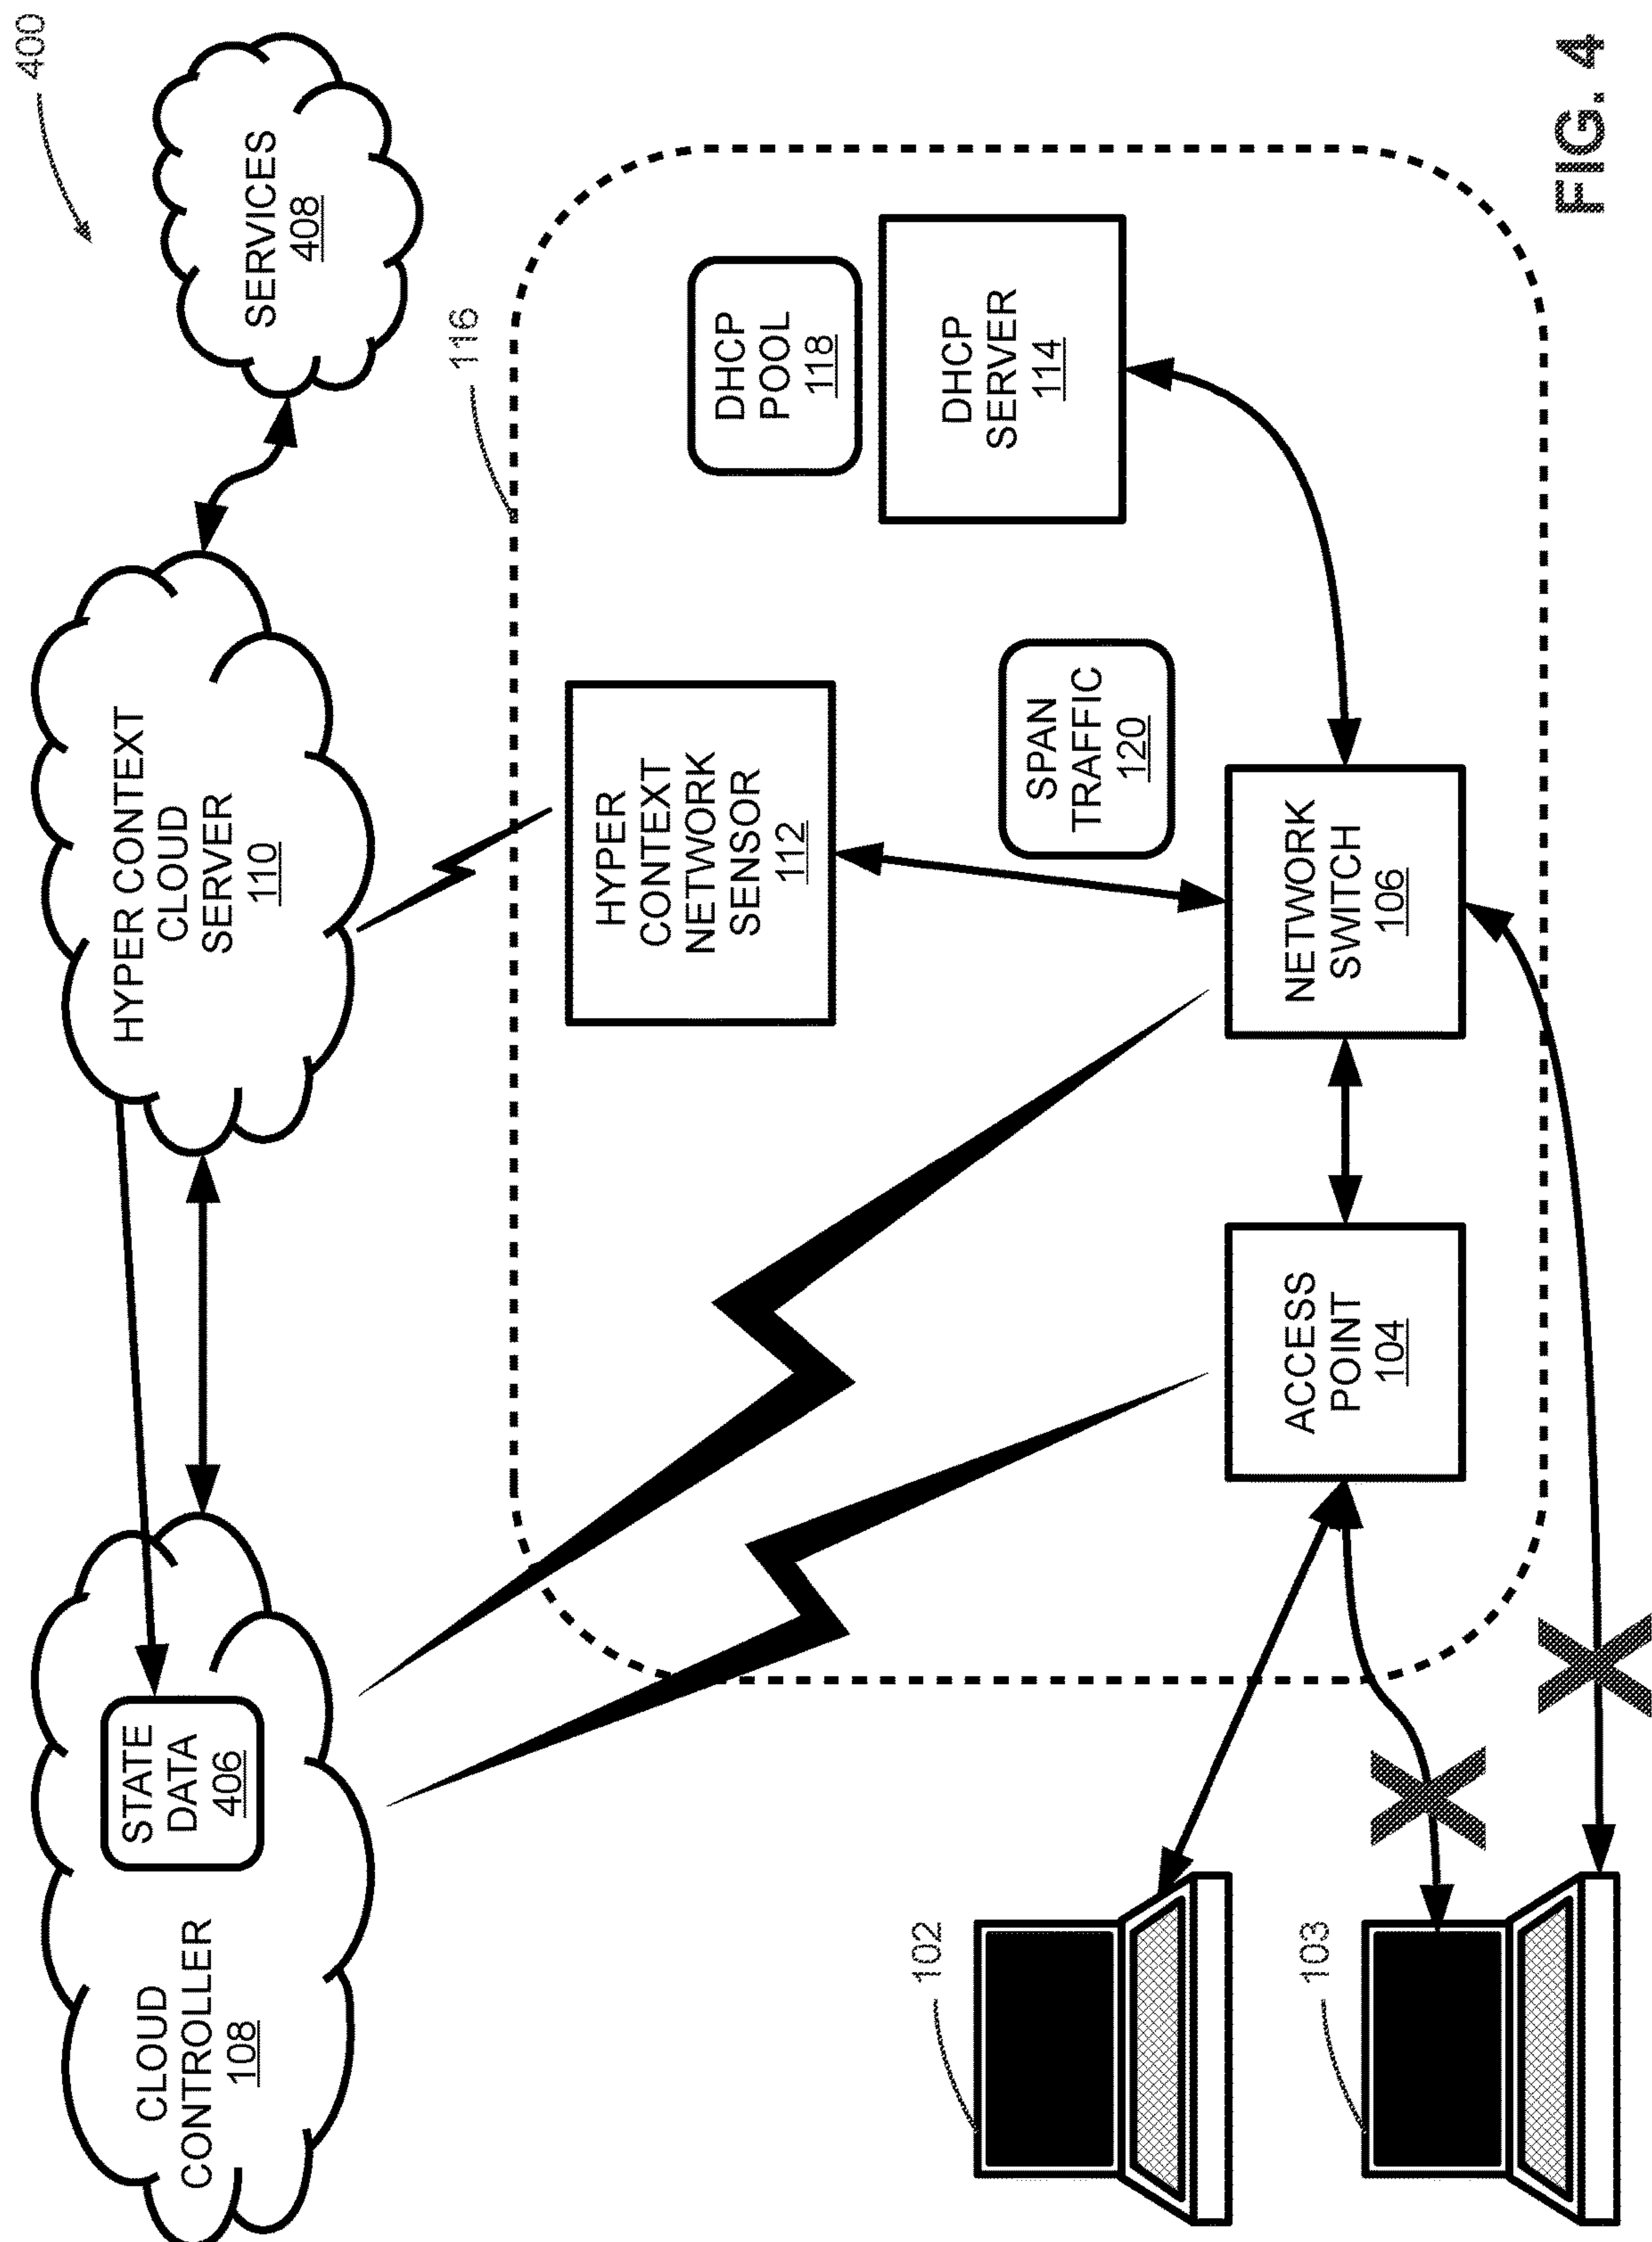 400
CLOUD
CONTROLLER
108
STATE
DATA
406
HYPER CONTEXT
CLOUD
SERVER
110
SERVICES
408
116
HYPER
CONTEXT
NETWORK
SENSOR
112
DHCP
POOL
118
DHCP
SERVER
114
SPAN
TRAFFIC
120
102
103
ACCESS
POINT
104
NETWORK
SWITCH
106
FIG. 4